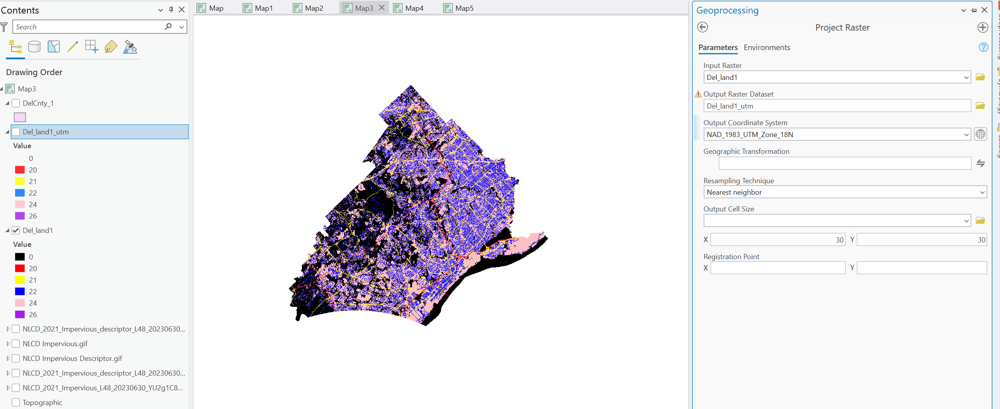 Contents
Search
Drawing Order
Map3
DelCnty_1
Del_land1_utm
Value
0
20
21
22
24
26
Del_land1
Value
0
20
21
22
24
26
NLCD_2021_Impervious_descriptor_L48_20230630...
NLCD Impervious.gif
NLCD Impervious Descriptor.gif
NLCD_2021_Impervious_descriptor_L48_20230630...
NLCD_2021_Impervious_L48_20230630_YU2g1C8...
Topographic
Map Map1 Map2 Map3 Map4 Map5
Geoprocessing
Project Raster
Parameters Environments
Input Raster
Del_land1
Output Raster Dataset
Del_land1_utm
Output Coordinate System
NAD_1983_UTM_Zone_18N
Geographic Transformation
Resampling Technique
Nearest neighbor
Output Cell Size
X 30 Y 30
Registration Point
X Y